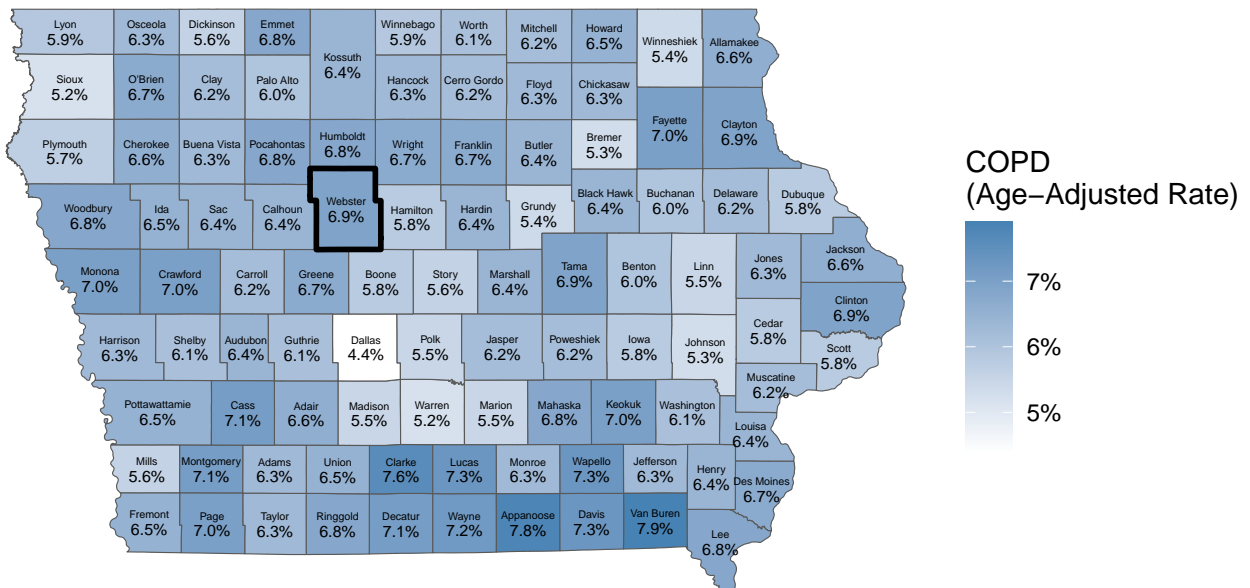 Lyon
5.9%
Osceola
6.3%
Dickinson
5.6%
Emmet
6.8%
Kossuth
6.4%
Winnebago
5.9%
Worth
6.1%
Mitchell
6.2%
Howard
6.5%
Winneshiek
5.4%
Allamakee
6.6%
Sioux
5.2%
O'Brien
6.7%
Clay
6.2%
Palo Alto
6.0%
Hancock
6.3%
Cerro Gordo
6.2%
Floyd
6.3%
Chickasaw
6.3%
Fayette
7.0%
Clayton
6.9%
Plymouth
5.7%
Cherokee
6.6%
Buena Vista
6.3%
Pocahontas
6.8%
Humboldt
6.8%
Wright
6.7%
Franklin
6.7%
Butler
6.4%
Bremer
5.3%
Woodbury
6.8%
Ida
6.5%
Sac
6.4%
Calhoun
6.4%
Webster
6.9%
Hamilton
5.8%
Hardin
6.4%
Grundy
5.4%
Black Hawk
6.4%
Buchanan
6.0%
Delaware
6.2%
Dubuque
5.8%
Monona
7.0%
Crawford
7.0%
Carroll
6.2%
Greene
6.7%
Boone
5.8%
Story
5.6%
Marshall
6.4%
Tama
6.9%
Benton
6.0%
Linn
5.5%
Jones
6.3%
Jackson
6.6%
Clinton
6.9%
Harrison
6.3%
Shelby
6.1%
Audubon
6.4%
Guthrie
6.1%
Dallas
4.4%
Polk
5.5%
Jasper
6.2%
Poweshiek
6.2%
Iowa
5.8%
Johnson
5.3%
Cedar
5.8%
Scott
5.8%
Muscatine
6.2%
Pottawattamie
6.5%
Cass
7.1%
Adair
6.6%
Madison
5.5%
Warren
5.2%
Marion
5.5%
Mahaska
6.8%
Keokuk
7.0%
Washington
6.1%
Louisa
6.4%
Mills
5.6%
Montgomery
7.1%
Adams
6.3%
Union
6.5%
Clarke
7.6%
Lucas
7.3%
Monroe
6.3%
Wapello
7.3%
Jefferson
6.3%
Henry
6.4%
Des Moines
6.7%
Fremont
6.5%
Page
7.0%
Taylor
6.3%
Ringgold
6.8%
Decatur
7.1%
Wayne
7.2%
Appanoose
7.8%
Davis
7.3%
Van Buren
7.9%
Lee
6.8%
COPD
(Age−Adjusted Rate)
7%
6%
5%